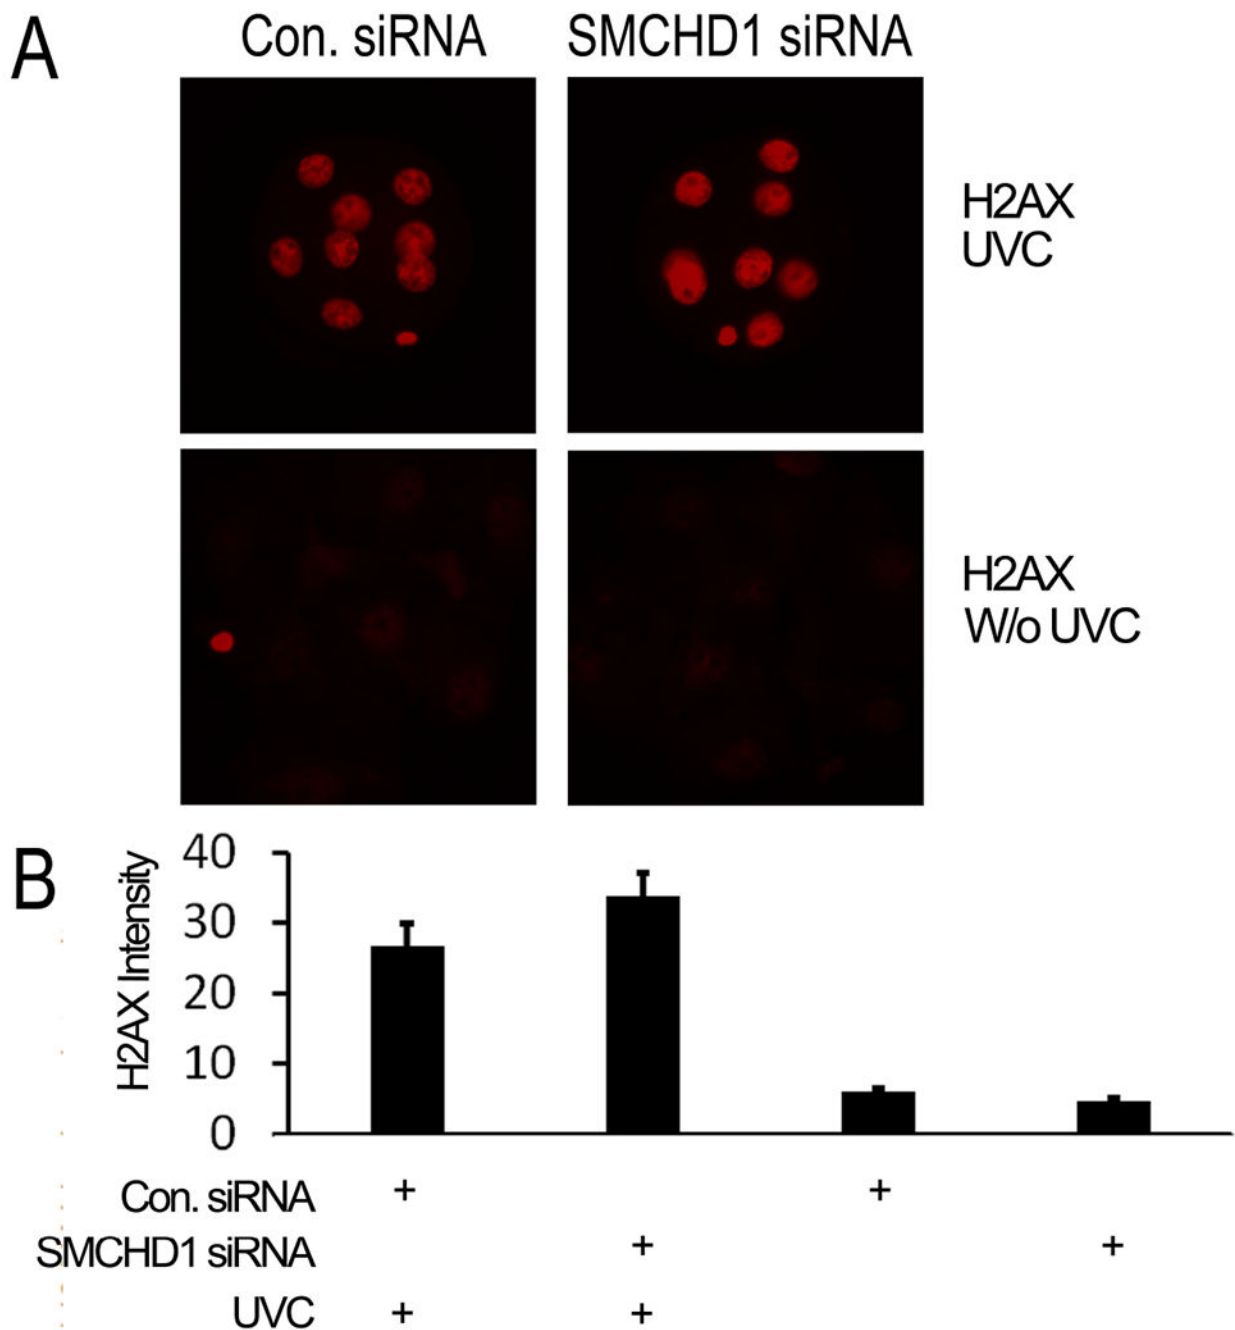 A
Con. siRNA
SMCHD1 siRNA
H2AX
UVC
H2AX
W/o UVC
B
H2AX Intensity
40
30
20
10
0
Con. siRNA + +
SMCHD1 siRNA + +
UVC + +